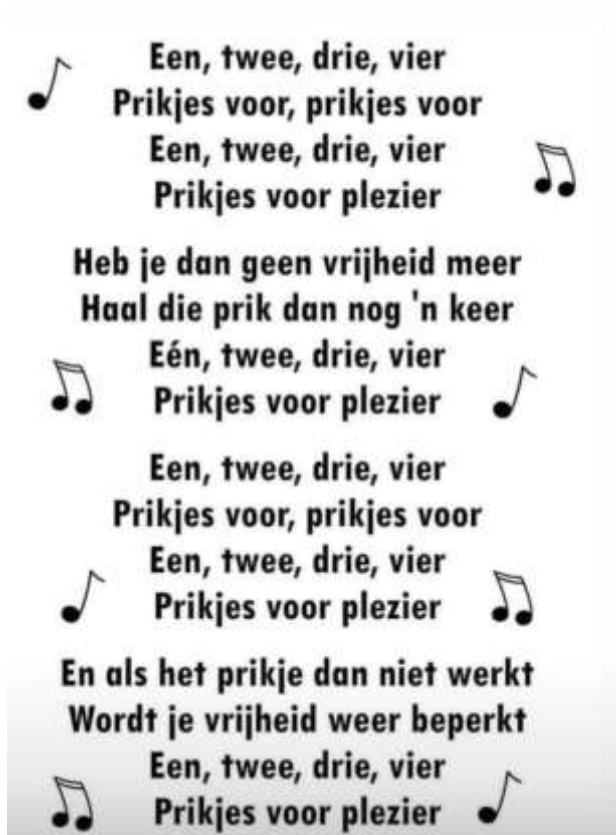 Een, twee, drie, vier
Prikjes voor, prikjes voor
Een, twee, drie, vier
Prikjes voor plezier
Heb je dan geen vrijheid meer
Haal die prik dan nog 'n keer
Eén, twee, drie, vier
Prikjes voor plezier
Een, twee, drie, vier
Prikjes voor, prikjes voor
Een, twee, drie, vier
Prikjes voor plezier
En als het prikje dan niet werkt
Wordt je vrijheid weer beperkt
Een, twee, drie, vier
Prikjes voor plezier